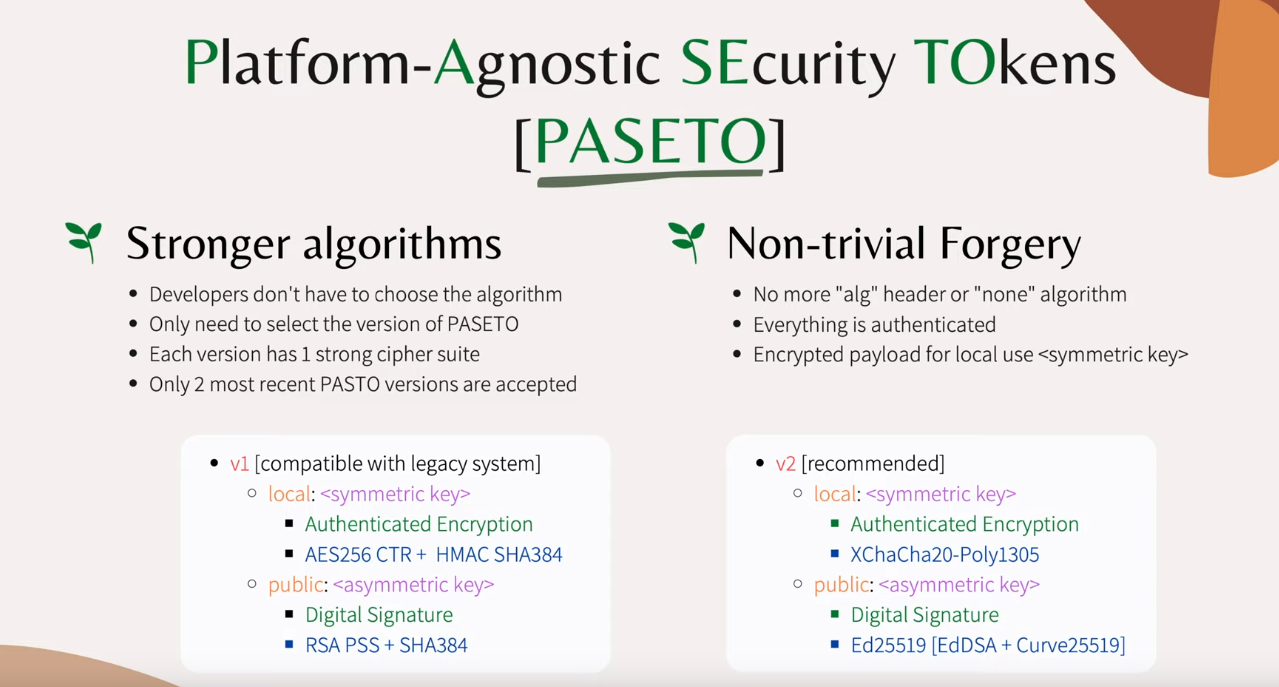 Platform-Agnostic SEcurity TOkens
[PASETO]
Stronger algorithms
• Developers don't have to choose the algorithm
• Only need to select the version of PASETO
• Each version has 1 strong cipher suite
• Only 2 most recent PASTO versions are accepted
Non-trivial Forgery
• No more "alg" header or "none" algorithm
• Everything is authenticated
• Encrypted payload for local use <symmetric key>
• v1 [compatible with legacy system]
○ local: <symmetric key>
■ Authenticated Encryption
■ AES256 CTR + HMAC SHA384
○ public: <asymmetric key>
■ Digital Signature
■ RSA PSS + SHA384
• v2 [recommended]
○ local: <symmetric key>
■ Authenticated Encryption
■ XChaCha20-Poly1305
○ public: <asymmetric key>
■ Digital Signature
■ Ed25519 [EdDSA + Curve25519]